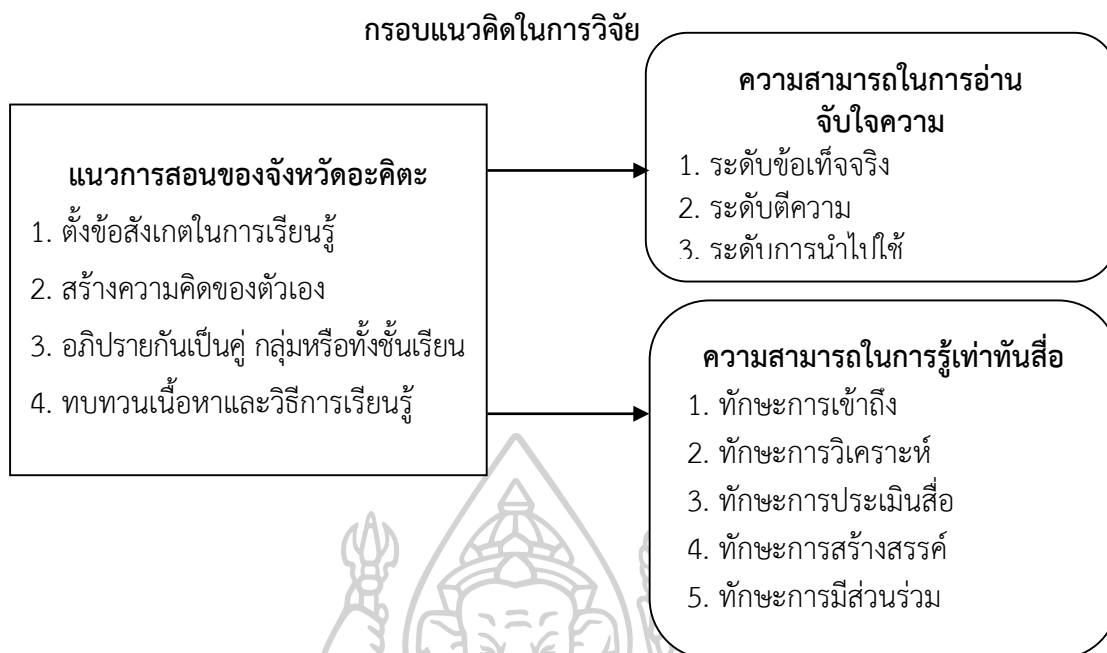 กรอบแนวคิดในการวิจัย
แนวการสอนของจังหวัดอะคิตะ
1. ตั้งข้อสังเกตในการเรียนรู้
2. สร้างความคิดของตัวเอง
3. อภิปรายกันเป็นคู่ กลุ่มหรือทั้งชั้นเรียน
4. ทบทวนเนื้อหาและวิธีการเรียนรู้
ความสามารถในการอ่าน
จับใจความ
1. ระดับข้อเท็จจริง
2. ระดับตีความ
3. ระดับการนำไปใช้
ความสามารถในการรู้เท่าทันสื่อ
1. ทักษะการเข้าถึง
2. ทักษะการวิเคราะห์
3. ทักษะการประเมินสื่อ
4. ทักษะการสร้างสรรค์
5. ทักษะการมีส่วนร่วม